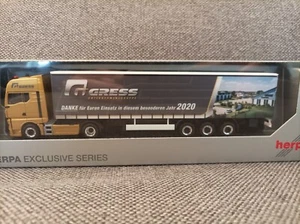 GRESS
DANKE für Euren Einsatz in diesem besonderen Jahr 2020
HERPA EXCLUSIVE SERIES
herpa